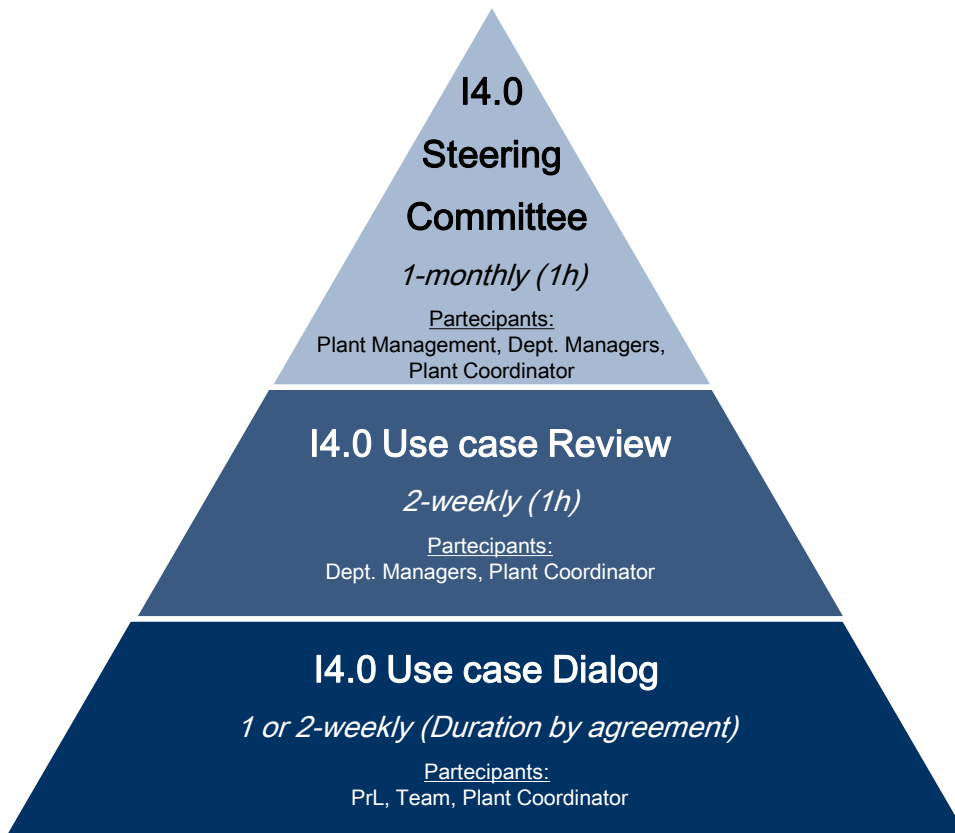 I4.0
Steering
Committee
1-monthly (1h)
Partecipants:
Plant Management, Dept. Managers,
Plant Coordinator
I4.0 Use case Review
2-weekly (1h)
Partecipants:
Dept. Managers, Plant Coordinator
I4.0 Use case Dialog
1 or 2-weekly (Duration by agreement)
Partecipants:
PrL, Team, Plant Coordinator